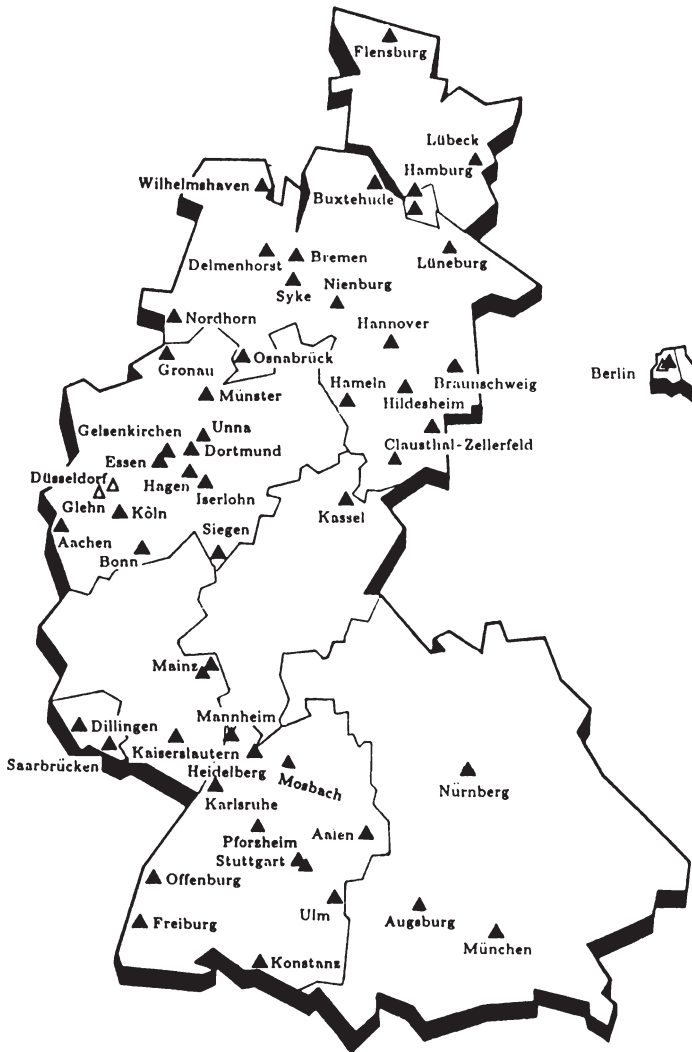 Flensburg
Lübeck
Hamburg
Wilhelmshaven
Buxtehude
Delmenhorst
Bremen
Lüneburg
Syke
Nienburg
Nordhorn
Hannover
Gronau
Osnabrück
Berlin
Braunschweig
Hameln
Münster
Hildesheim
Unna
Gelsenkirchen
Clausthal-Zellerfeld
Dortmund
Essen
Düsseldorf
Hagen
Iserlohn
Glehn
Köln
Kassel
Siegen
Aachen
Bonn
Mainz
Mannheim
Dillingen
Kaiserslautern
Saarbrücken
Heidelberg
Mosbach
Nürnberg
Karlsruhe
Aalen
Pforzheim
Stuttgart
Offenburg
Ulm
Augsburg
Freiburg
München
Konstanz